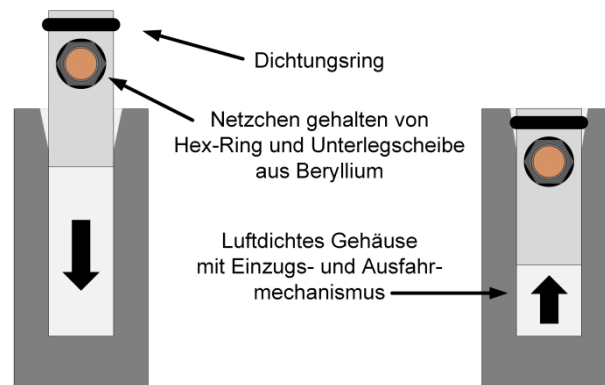 Dichtungsring
Netzchen gehalten von
Hex-Ring und Unterlegscheibe
aus Beryllium
Luftdichtes Gehäuse
mit Einzugs- und Ausfahr-
mechanismus